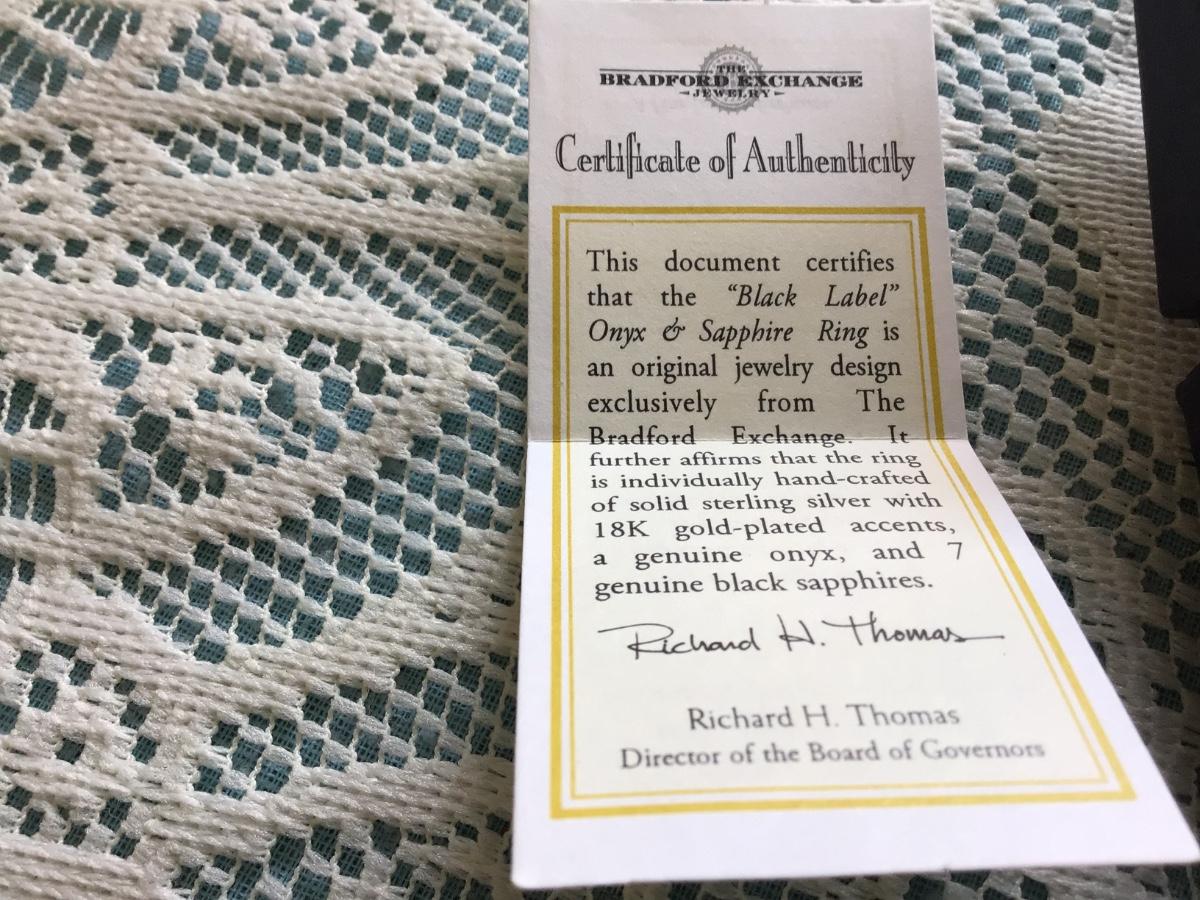 THE
BRADFORD EXCHANGE
JEWELRY
Certificate of Authenticity
This document certifies
that the “Black Label”
Onyx & Sapphire Ring is
an original jewelry design
exclusively from The
Bradford Exchange. It
further affirms that the ring
is individually hand-crafted
of solid sterling silver with
18K gold-plated accents,
a genuine onyx, and 7
genuine black sapphires.
Richard H. Thomas
Richard H. Thomas
Director of the Board of Governors